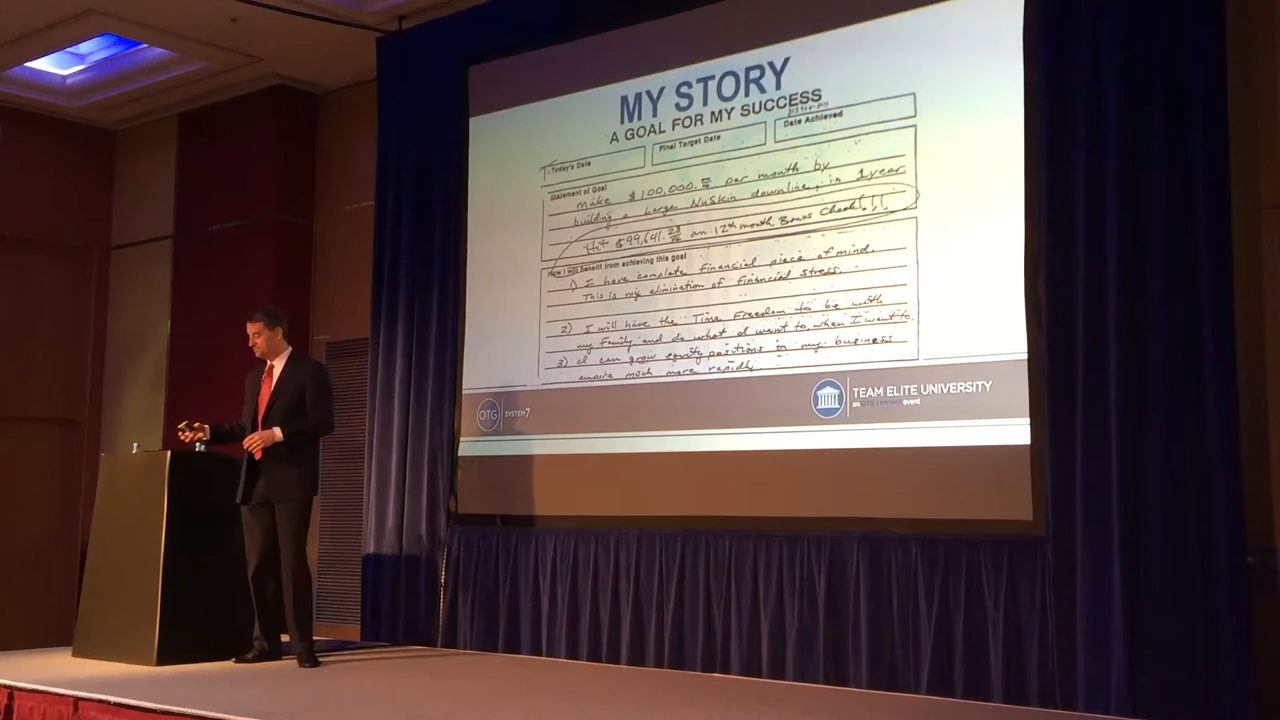 MY STORY
A GOAL FOR MY SUCCESS
Today's Date
Final Target Date
Date Achieved
Statement of Goal
Make $100,000.00 per month by
building a Large NuSkin downline, in 1 year.
Hit $99,641.23 on 12th month Bonus Check!!!
How I will benefit from achieving this goal
1) I have complete financial piece of mind.
This is my elimination of financial stress.
2) I will have the Time Freedom to be with
my family and do what I want to, when I want to.
3) I can grow equity positions in my business
empire much more rapidly.
OTG
SYSTEM7
TEAM ELITE UNIVERSITY
an OTG event